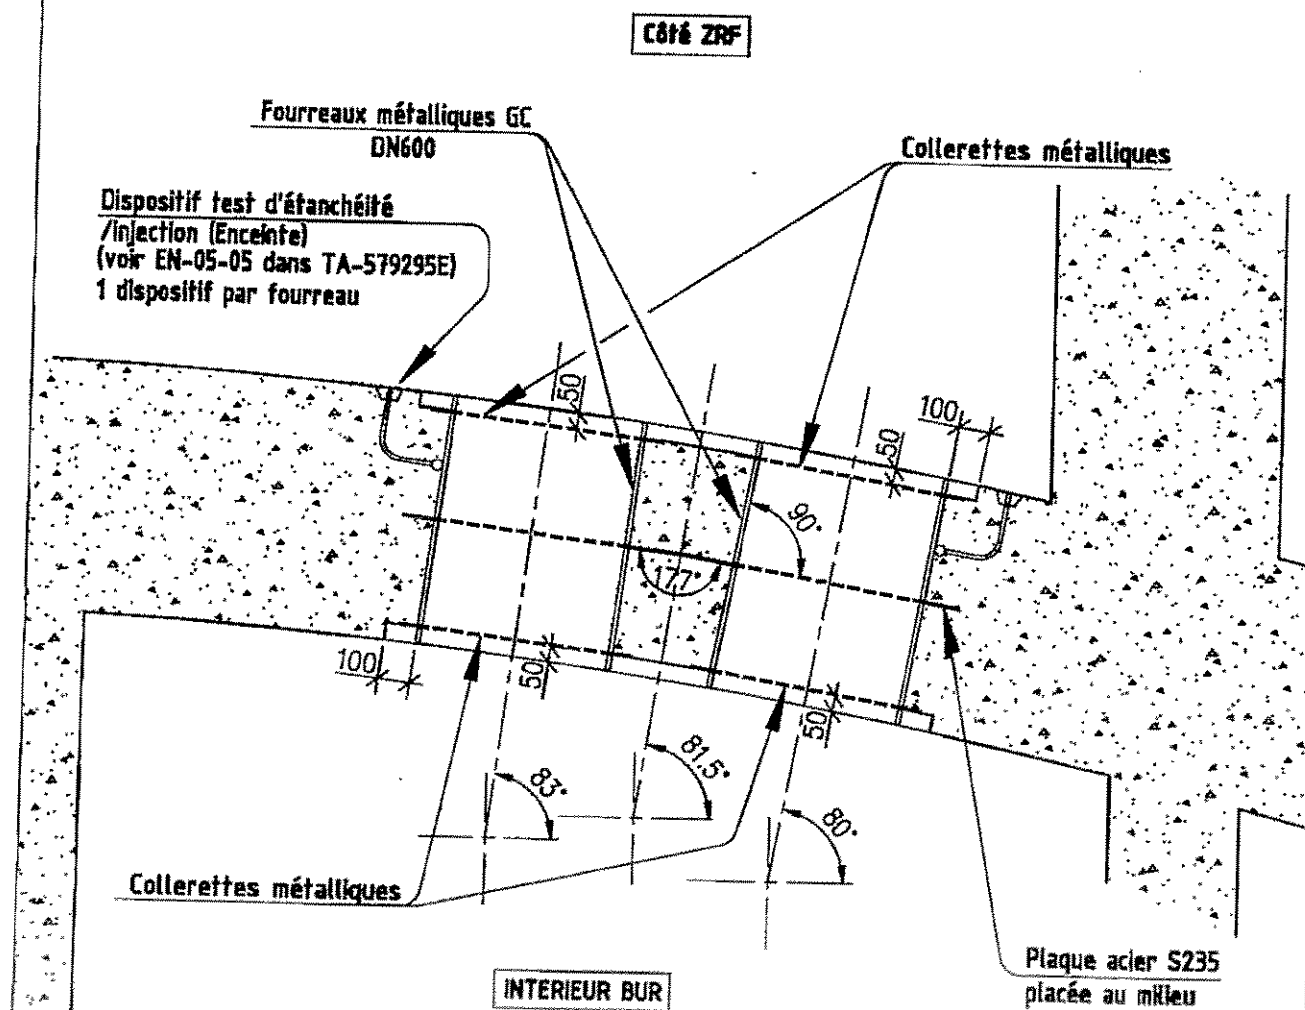 Côté ZRF
Fourreaux métalliques GC
DN600
Collerettes métalliques
Dispositif test d'étanchéité
/injection (Enceinte)
(voir EN-05-05 dans TA-579295E)
1 dispositif par fourreau
50
100
50
90°
177°
100
50
50
83°
81.5°
80°
Collerettes métalliques
Plaque acier S235
placée au milieu
INTERIEUR BUR